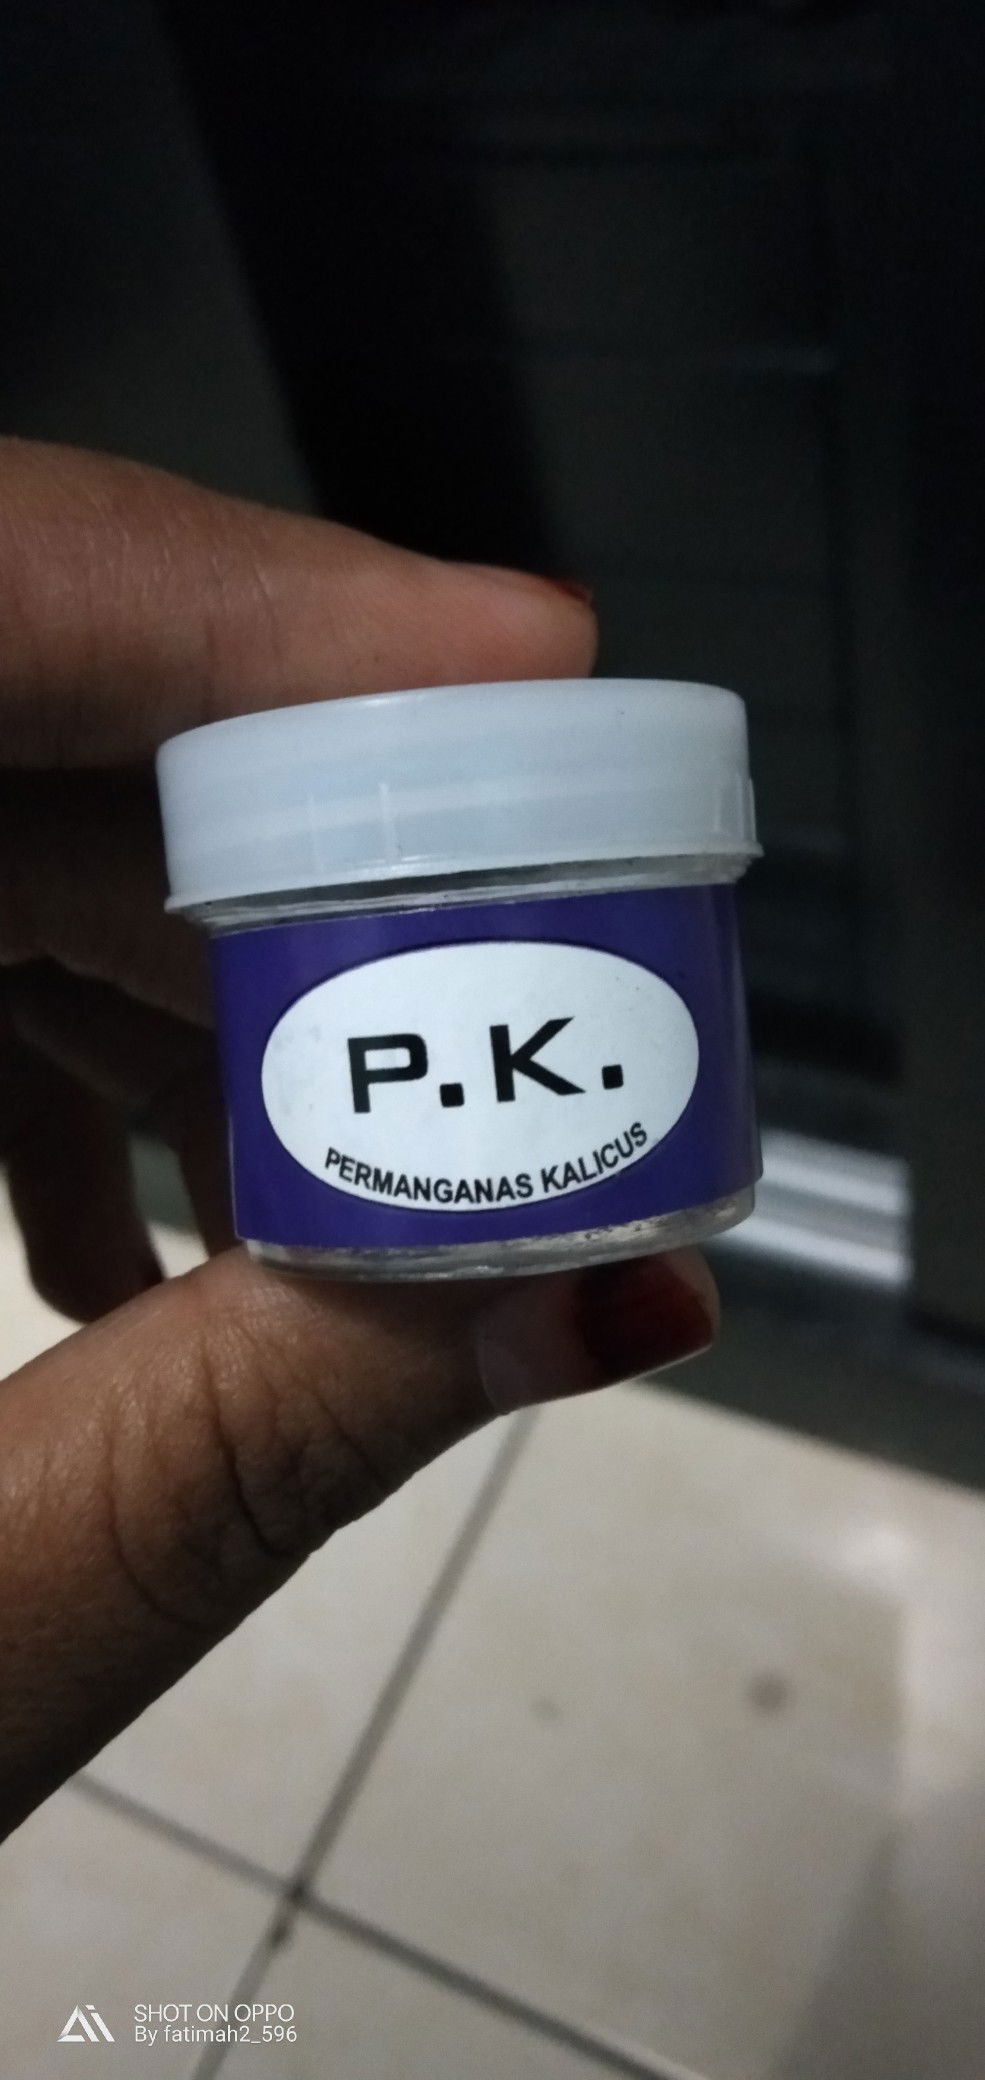 P.K.
PERMANGANAS KALICUS
SHOT ON OPPO
By fatimah2_596